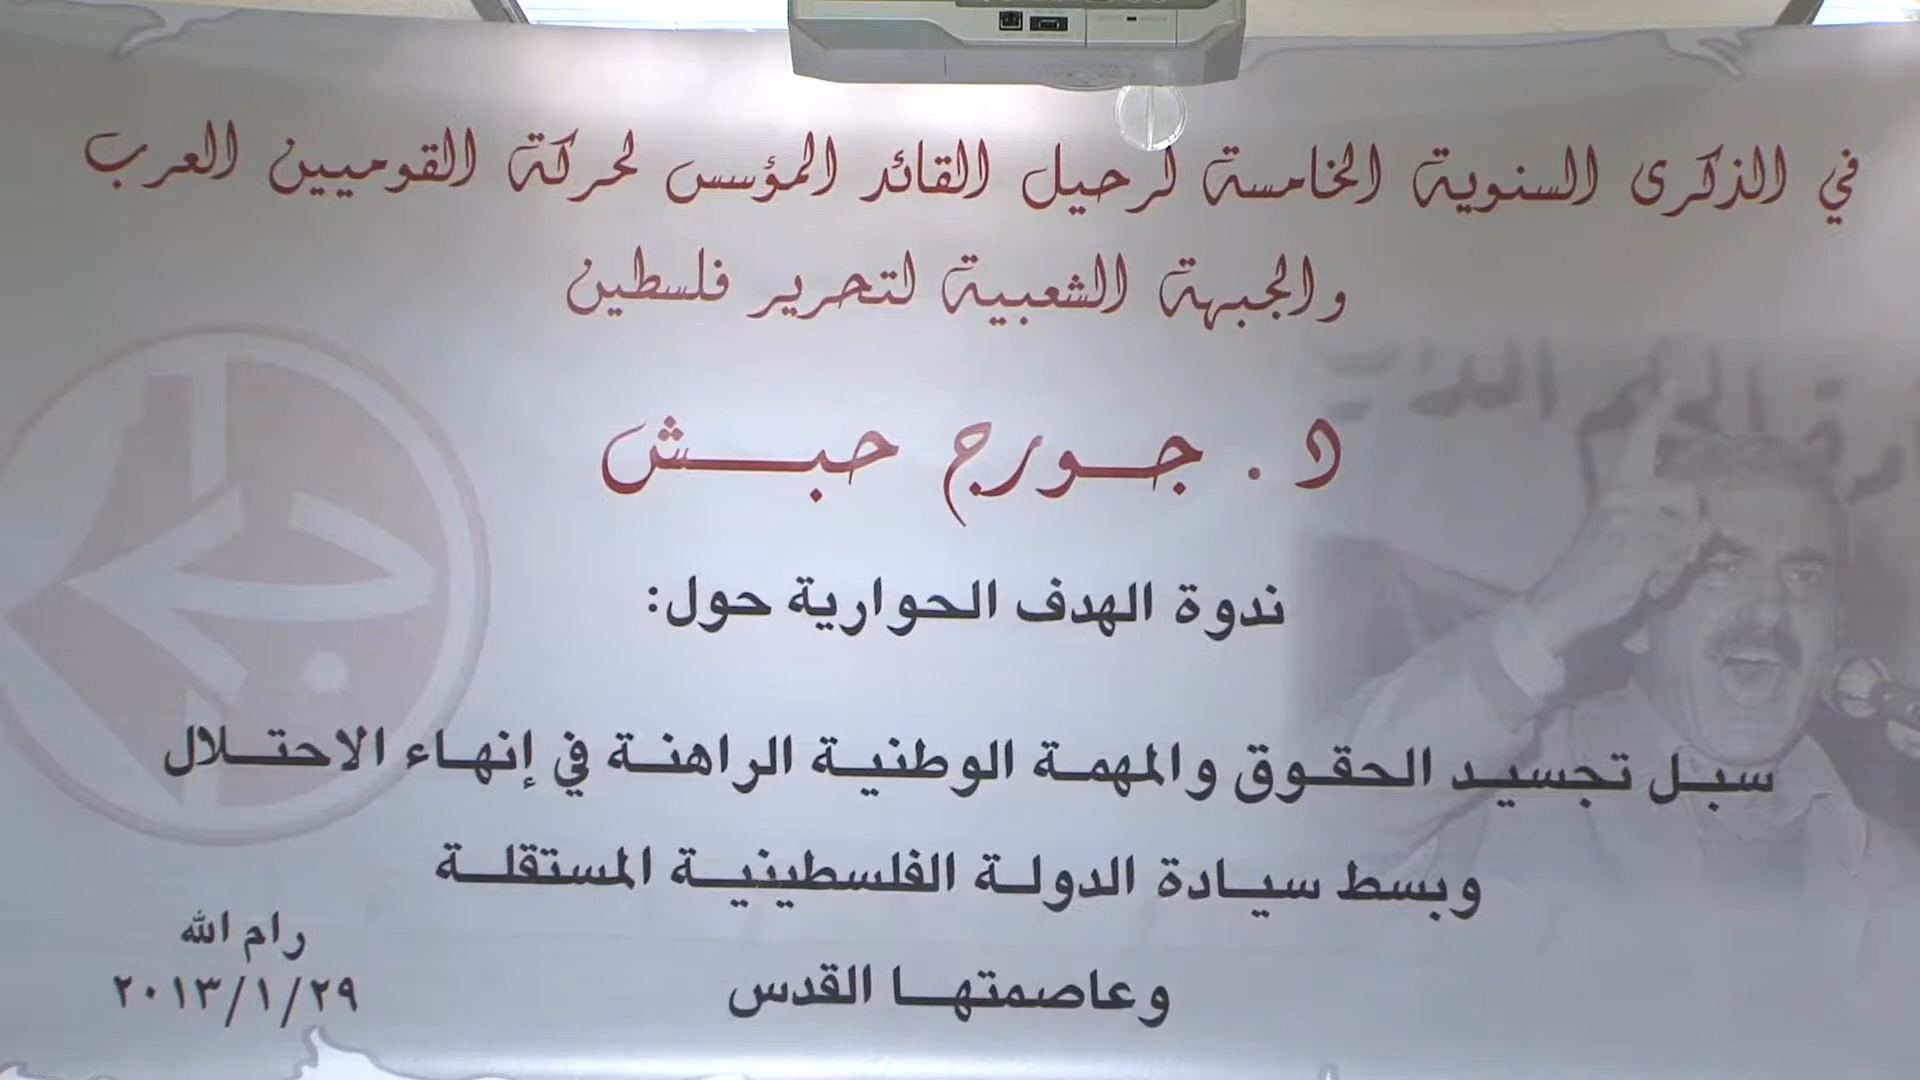 في الذكرى السنوية الخامسة لرحيل القائد المؤسس لحركة القوميين العرب
والجبهة الشعبية لتحرير فلسطين
د. جورج حبش
ندوة الهدف الحوارية حول:
سبل تجسيد الحقوق والمهمة الوطنية الراهنة في إنهاء الاحتلال
وبسط سيادة الدولة الفلسطينية المستقلة
وعاصمتها القدس
رام الله
٢٠١٣/١/٢٩